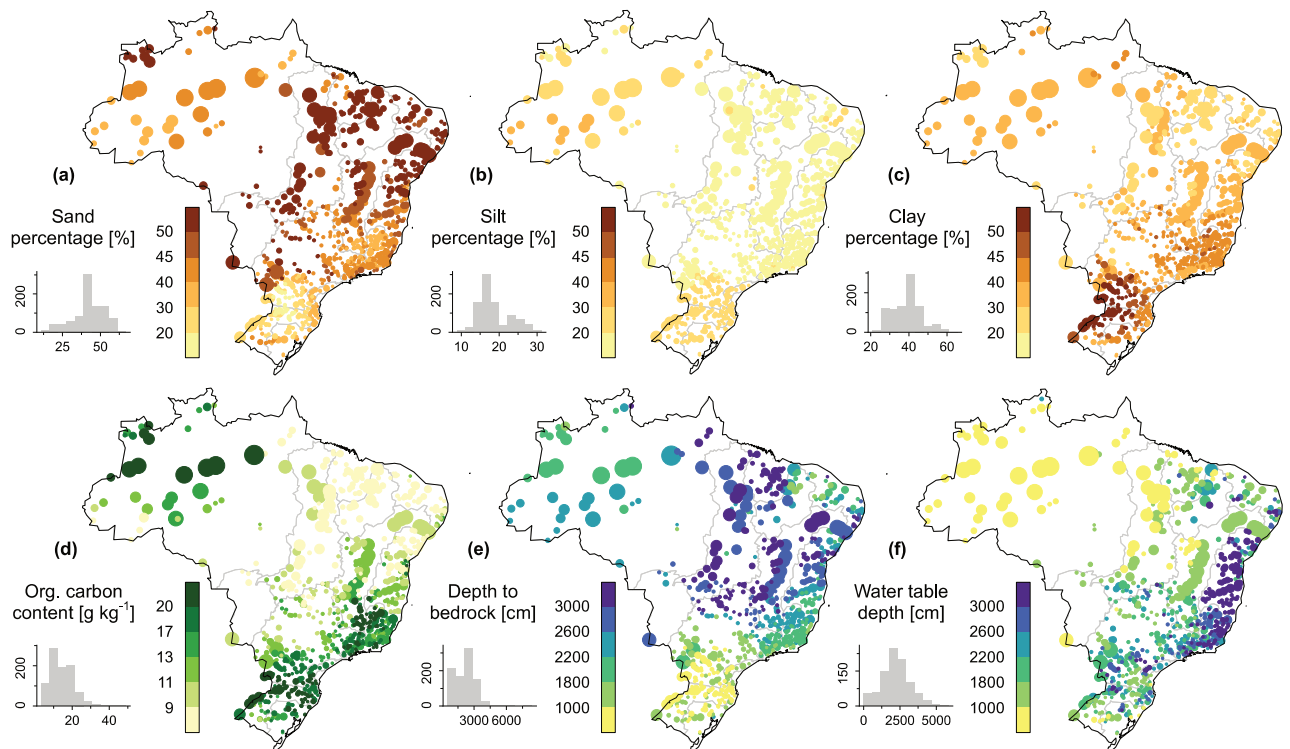 (a)
Sand
percentage [%]
50
45
40
30
20
0 200
25 50
(b)
Silt
percentage [%]
50
45
40
30
20
0 200
10 20 30
(c)
Clay
percentage [%]
50
45
40
30
20
0 200
20 40 60
(d)
Org. carbon
content [g kg⁻¹]
20
17
13
11
9
0 200
20 40
(e)
Depth to
bedrock [cm]
3000
2600
2200
1800
1000
0 200
3000 6000
(f)
Water table
depth [cm]
3000
2600
2200
1800
1000
0 150
0 2500 5000